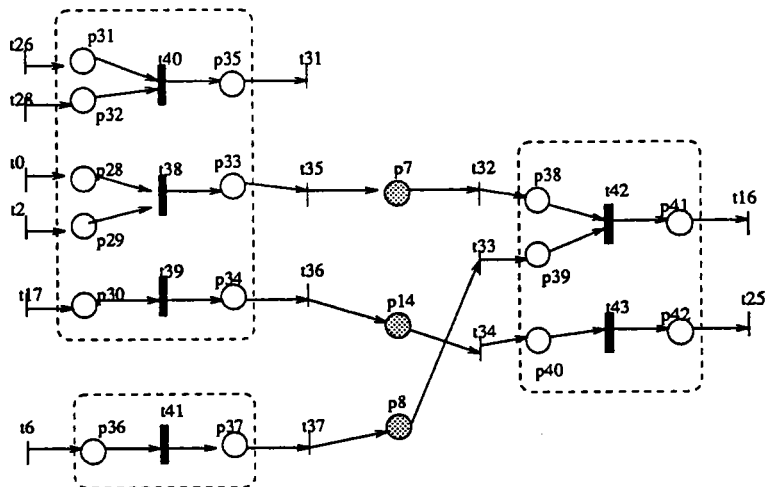 t26 p31 t40 p35 t31
t28 p32
t0 p28 t38 p33 t35 p7 t32 p38 t42 p41 t16
t2 p29 t33 p39
t17 p30 t39 p34 t36 p14 t34 p40 t43 p42 t25
t6 p36 t41 p37 t37 p8